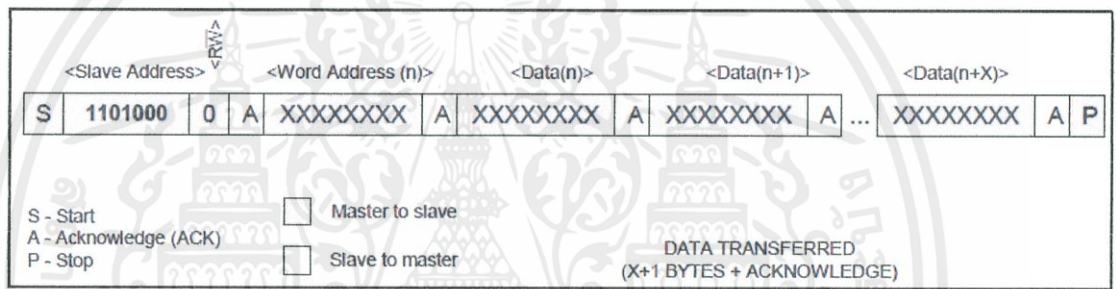 <RW>
<Slave Address> <Word Address (n)> <Data(n)> <Data(n+1)> <Data(n+X)>
S 1101000 0 A XXXXXXXX A XXXXXXXX A XXXXXXXX A ... XXXXXXXX A P
S - Start
A - Acknowledge (ACK)
P - Stop
Master to slave
Slave to master
DATA TRANSFERRED
(X+1 BYTES + ACKNOWLEDGE)